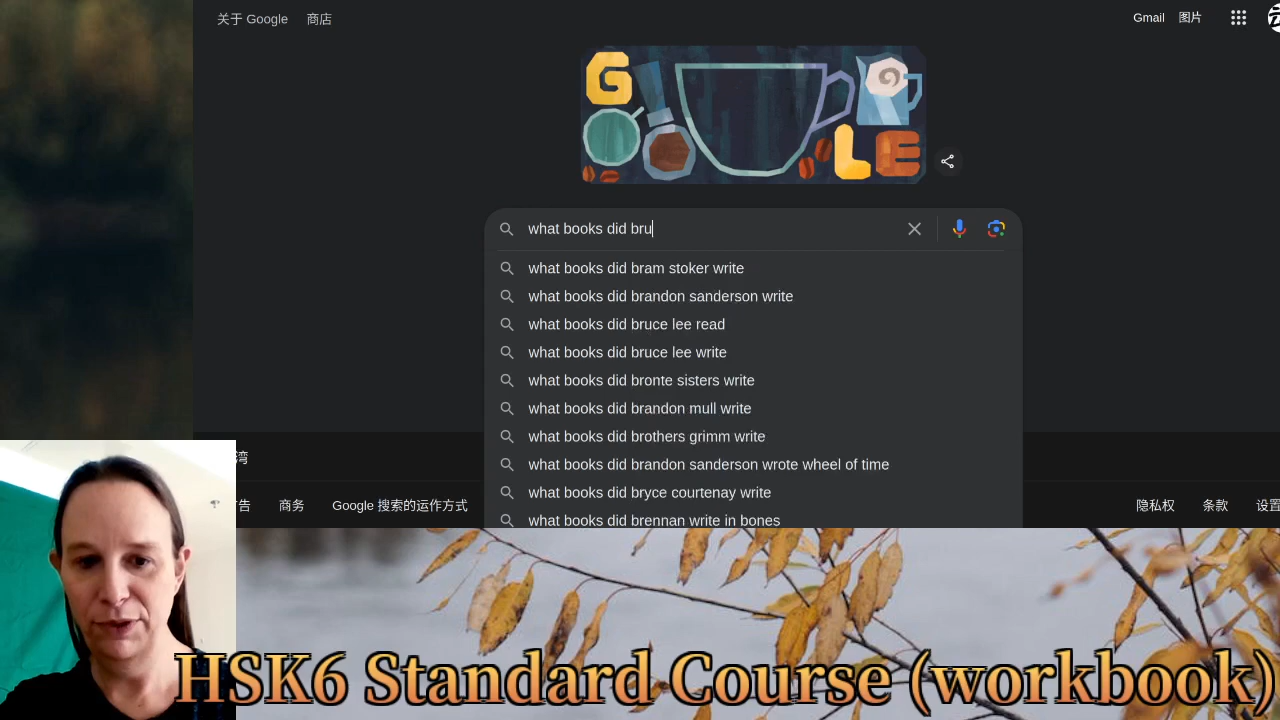 关于 Google 商店
Gmail 图片
GOOGLE
what books did bru
what books did bram stoker write
what books did brandon sanderson write
what books did bruce lee read
what books did bruce lee write
what books did bronte sisters write
what books did brandon mull write
what books did brothers grimm write
what books did brandon sanderson wrote wheel of time
what books did bryce courtenay write
what books did brennan write in bones
湾
告 商务 Google 搜索的运作方式
隐私权 条款 设置
HSK6 Standard Course (workbook)